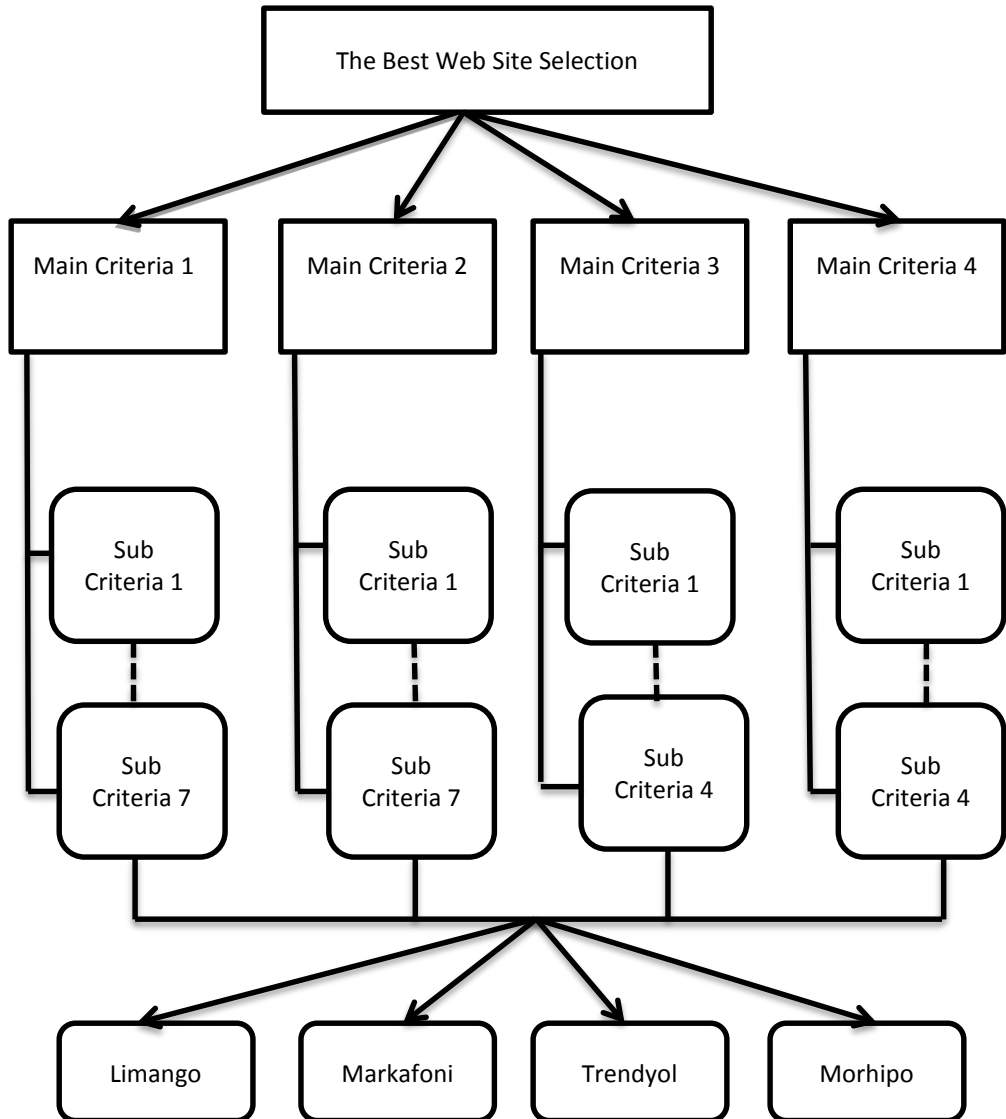 The Best Web Site Selection
Main Criteria 1
Main Criteria 2
Main Criteria 3
Main Criteria 4
Sub
Criteria 1
Sub
Criteria 1
Sub
Criteria 1
Sub
Criteria 1
Sub
Criteria 7
Sub
Criteria 7
Sub
Criteria 4
Sub
Criteria 4
Limango
Markafoni
Trendyol
Morhipo